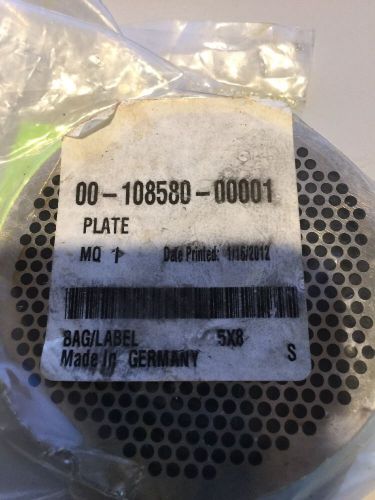 00-108580-00001
PLATE
MQ 1 Date Printed: 1/16/2012
BAG/LABEL 5X8
Made In GERMANY S